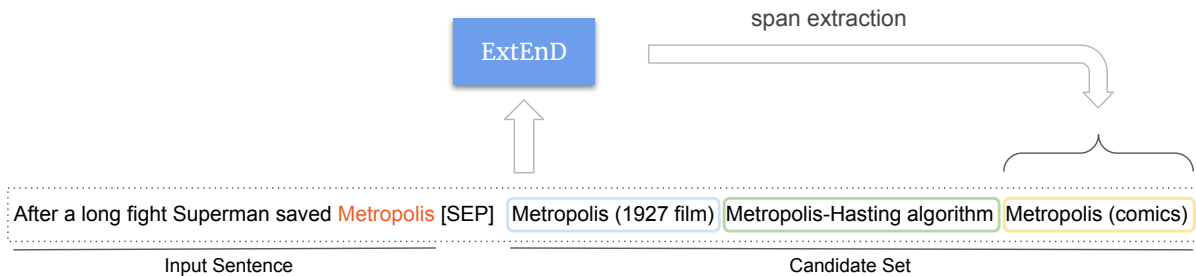 span extraction
ExtEnD
After a long fight Superman saved Metropolis [SEP] Metropolis (1927 film) Metropolis-Hasting algorithm Metropolis (comics)
Input Sentence
Candidate Set